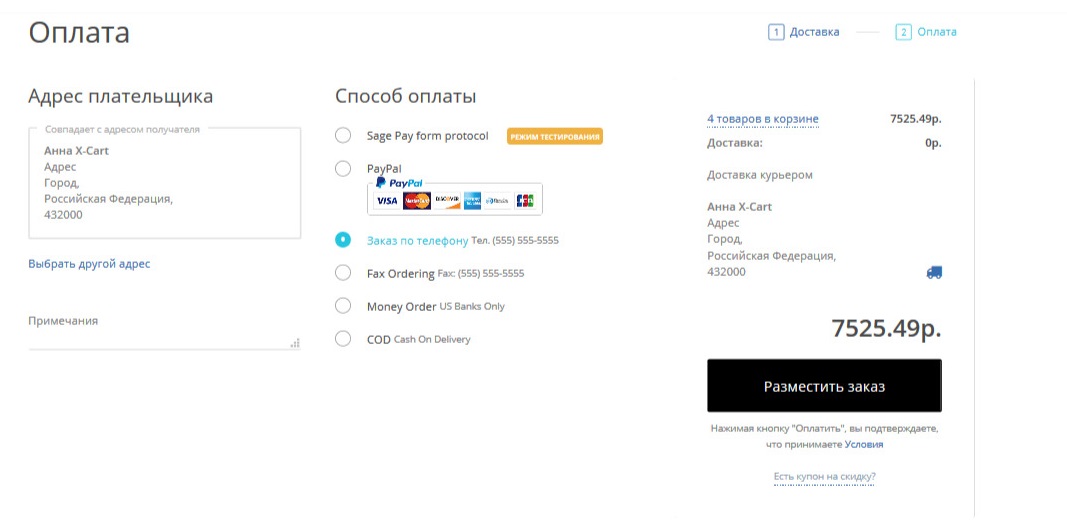 Оплата
1 Доставка
2 Оплата
Адрес плательщика
Совпадает с адресом получателя
Анна X-Cart
Адрес
Город,
Российская Федерация,
432000
Выбрать другой адрес
Примечания
Способ оплаты
Sage Pay form protocol РЕЖИМ ТЕСТИРОВАНИЯ
PayPal
PayPal
VISA MasterCard DISCOVER JCB
Заказ по телефону Тел. (555) 555-5555
Fax Ordering Fax: (555) 555-5555
Money Order US Banks Only
COD Cash On Delivery
4 товаров в корзине 7525.49р.
Доставка: 0р.
Доставка курьером
Анна X-Cart
Адрес
Город,
Российская Федерация,
432000
7525.49р.
Разместить заказ
Нажимая кнопку "Оплатить", вы подтверждаете,
что принимаете Условия
Есть купон на скидку?